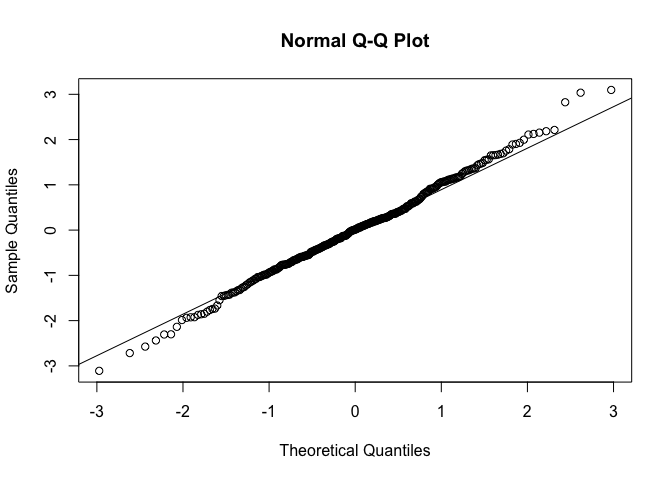 Normal Q-Q Plot
Sample Quantiles
3
2
1
0
-1
-2
-3
-3 -2 -1 0 1 2 3
Theoretical Quantiles